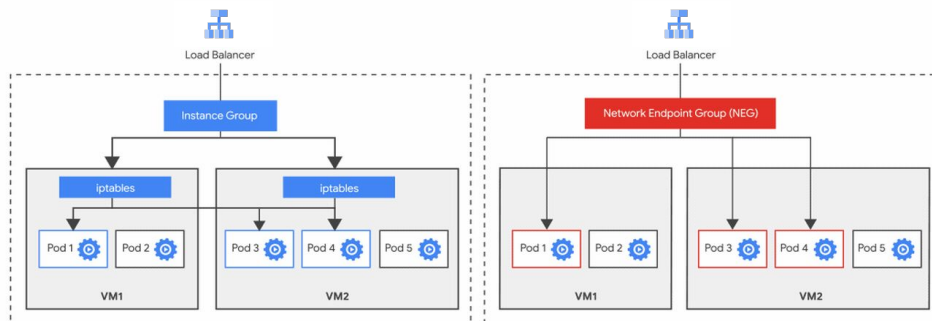 Load Balancer
Instance Group
iptables
iptables
Pod 1
Pod 2
Pod 3
Pod 4
Pod 5
VM1
VM2
Load Balancer
Network Endpoint Group (NEG)
Pod 1
Pod 2
Pod 3
Pod 4
Pod 5
VM1
VM2